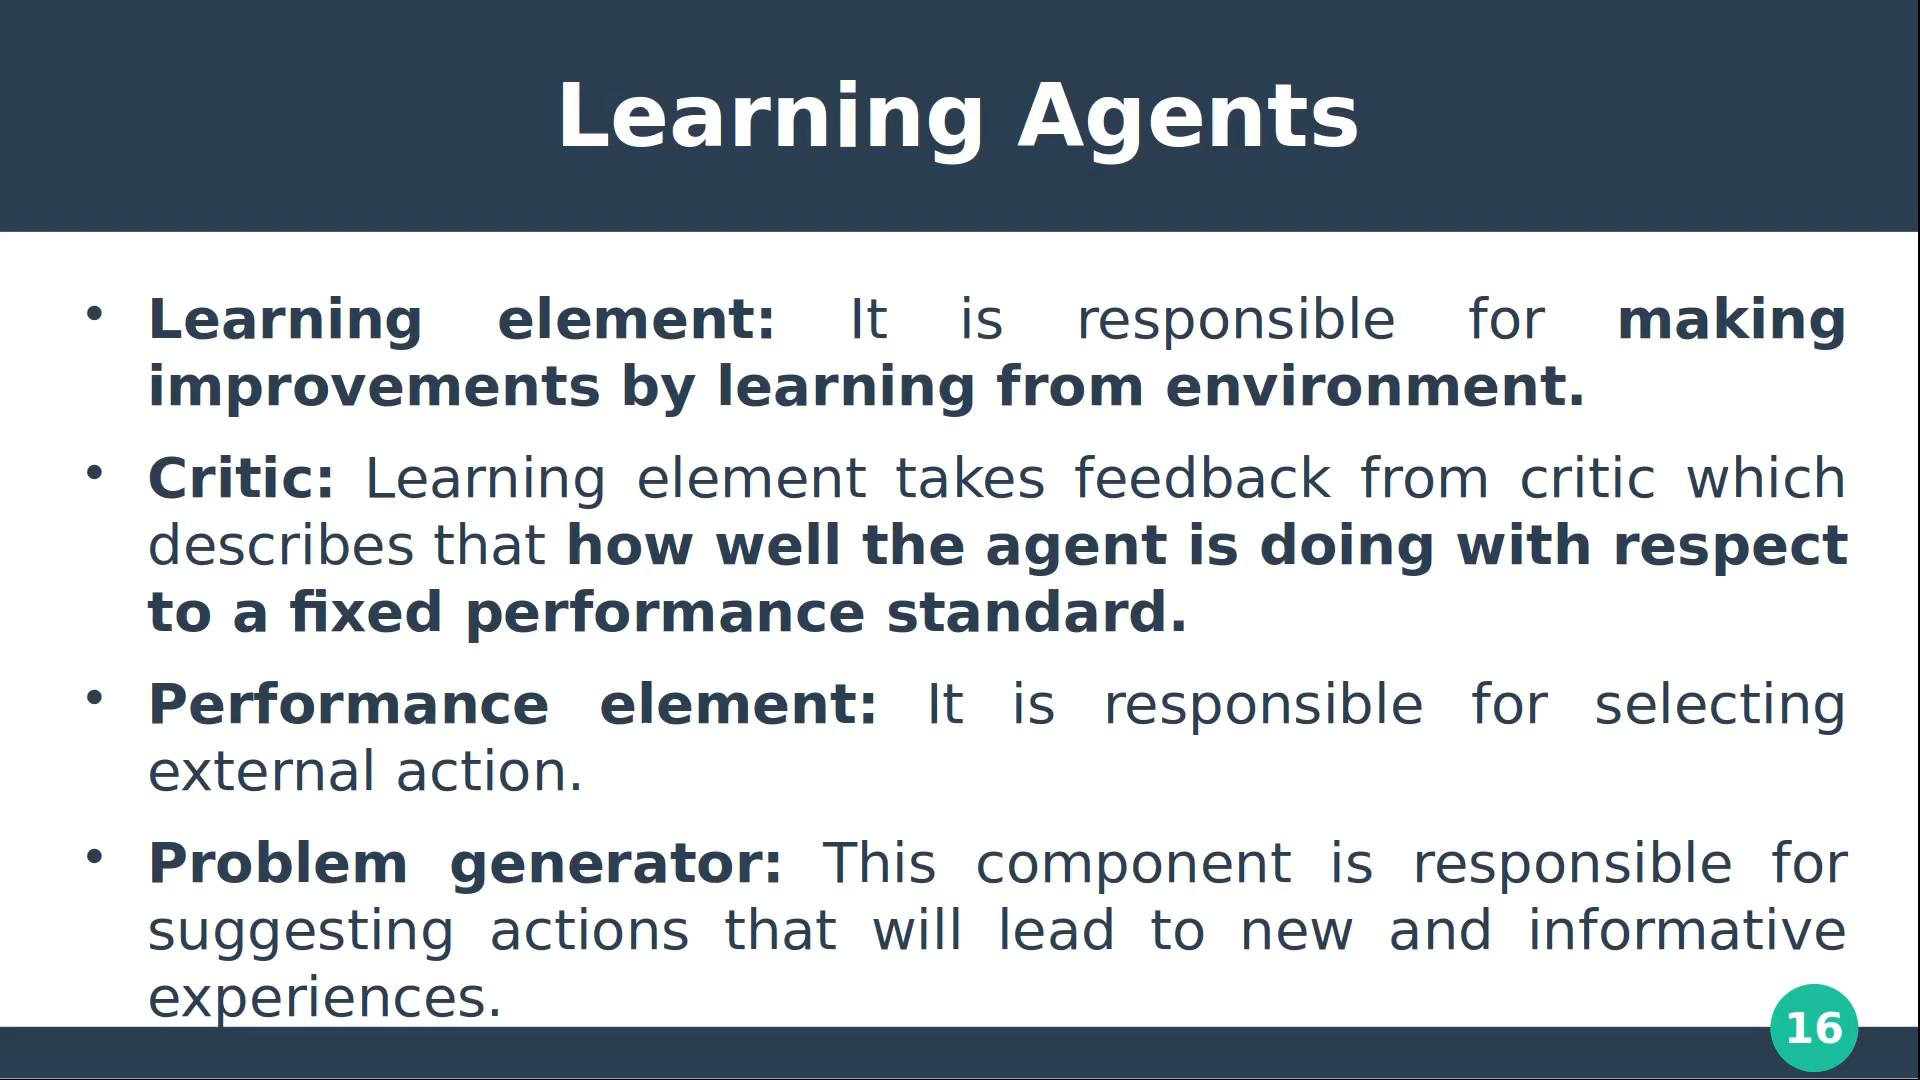 Learning Agents
• Learning element: It is responsible for making
improvements by learning from environment.
• Critic: Learning element takes feedback from critic which
describes that how well the agent is doing with respect
to a fixed performance standard.
• Performance element: It is responsible for selecting
external action.
• Problem generator: This component is responsible for
suggesting actions that will lead to new and informative
experiences.
16